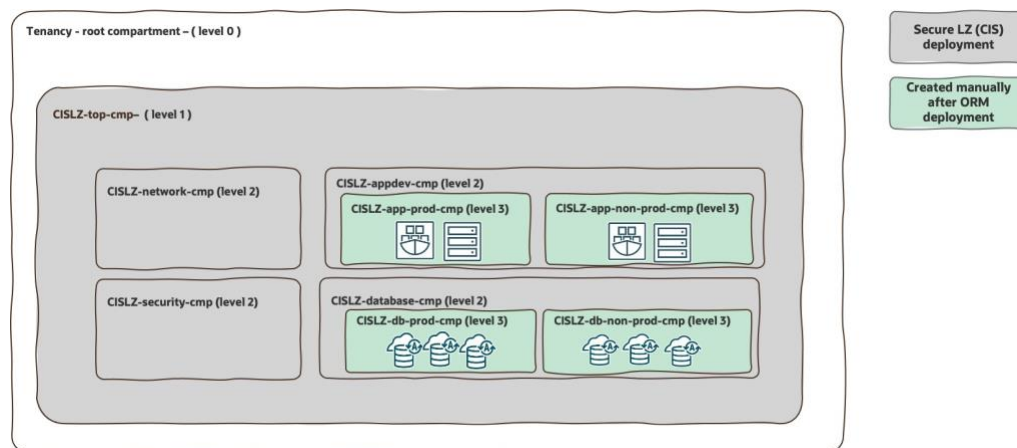 Tenancy - root compartment – ( level 0 )
Secure LZ (CIS)
deployment
Created manually
after ORM
deployment
CISLZ-top-cmp– ( level 1 )
CISLZ-network-cmp (level 2)
CISLZ-appdev-cmp (level 2)
CISLZ-app-prod-cmp (level 3)
CISLZ-app-non-prod-cmp (level 3)
CISLZ-security-cmp (level 2)
CISLZ-database-cmp (level 2)
CISLZ-db-prod-cmp (level 3)
CISLZ-db-non-prod-cmp (level 3)
A A A
A A A